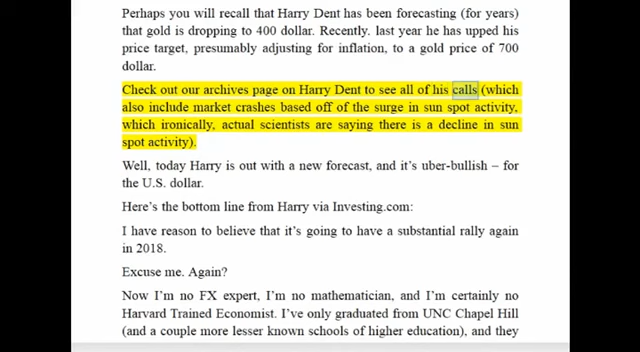 Perhaps you will recall that Harry Dent has been forecasting (for years)
that gold is dropping to 400 dollar. Recently. last year he has upped his
price target, presumably adjusting for inflation, to a gold price of 700
dollar.
Check out our archives page on Harry Dent to see all of his calls (which
also include market crashes based off of the surge in sun spot activity,
which ironically, actual scientists are saying there is a decline in sun
spot activity).
Well, today Harry is out with a new forecast, and it’s uber-bullish – for
the U.S. dollar.
Here’s the bottom line from Harry via Investing.com:
I have reason to believe that it’s going to have a substantial rally again
in 2018.
Excuse me. Again?
Now I’m no FX expert, I’m no mathematician, and I’m certainly no
Harvard Trained Economist. I’ve only graduated from UNC Chapel Hill
(and a couple more lesser known schools of higher education), and they